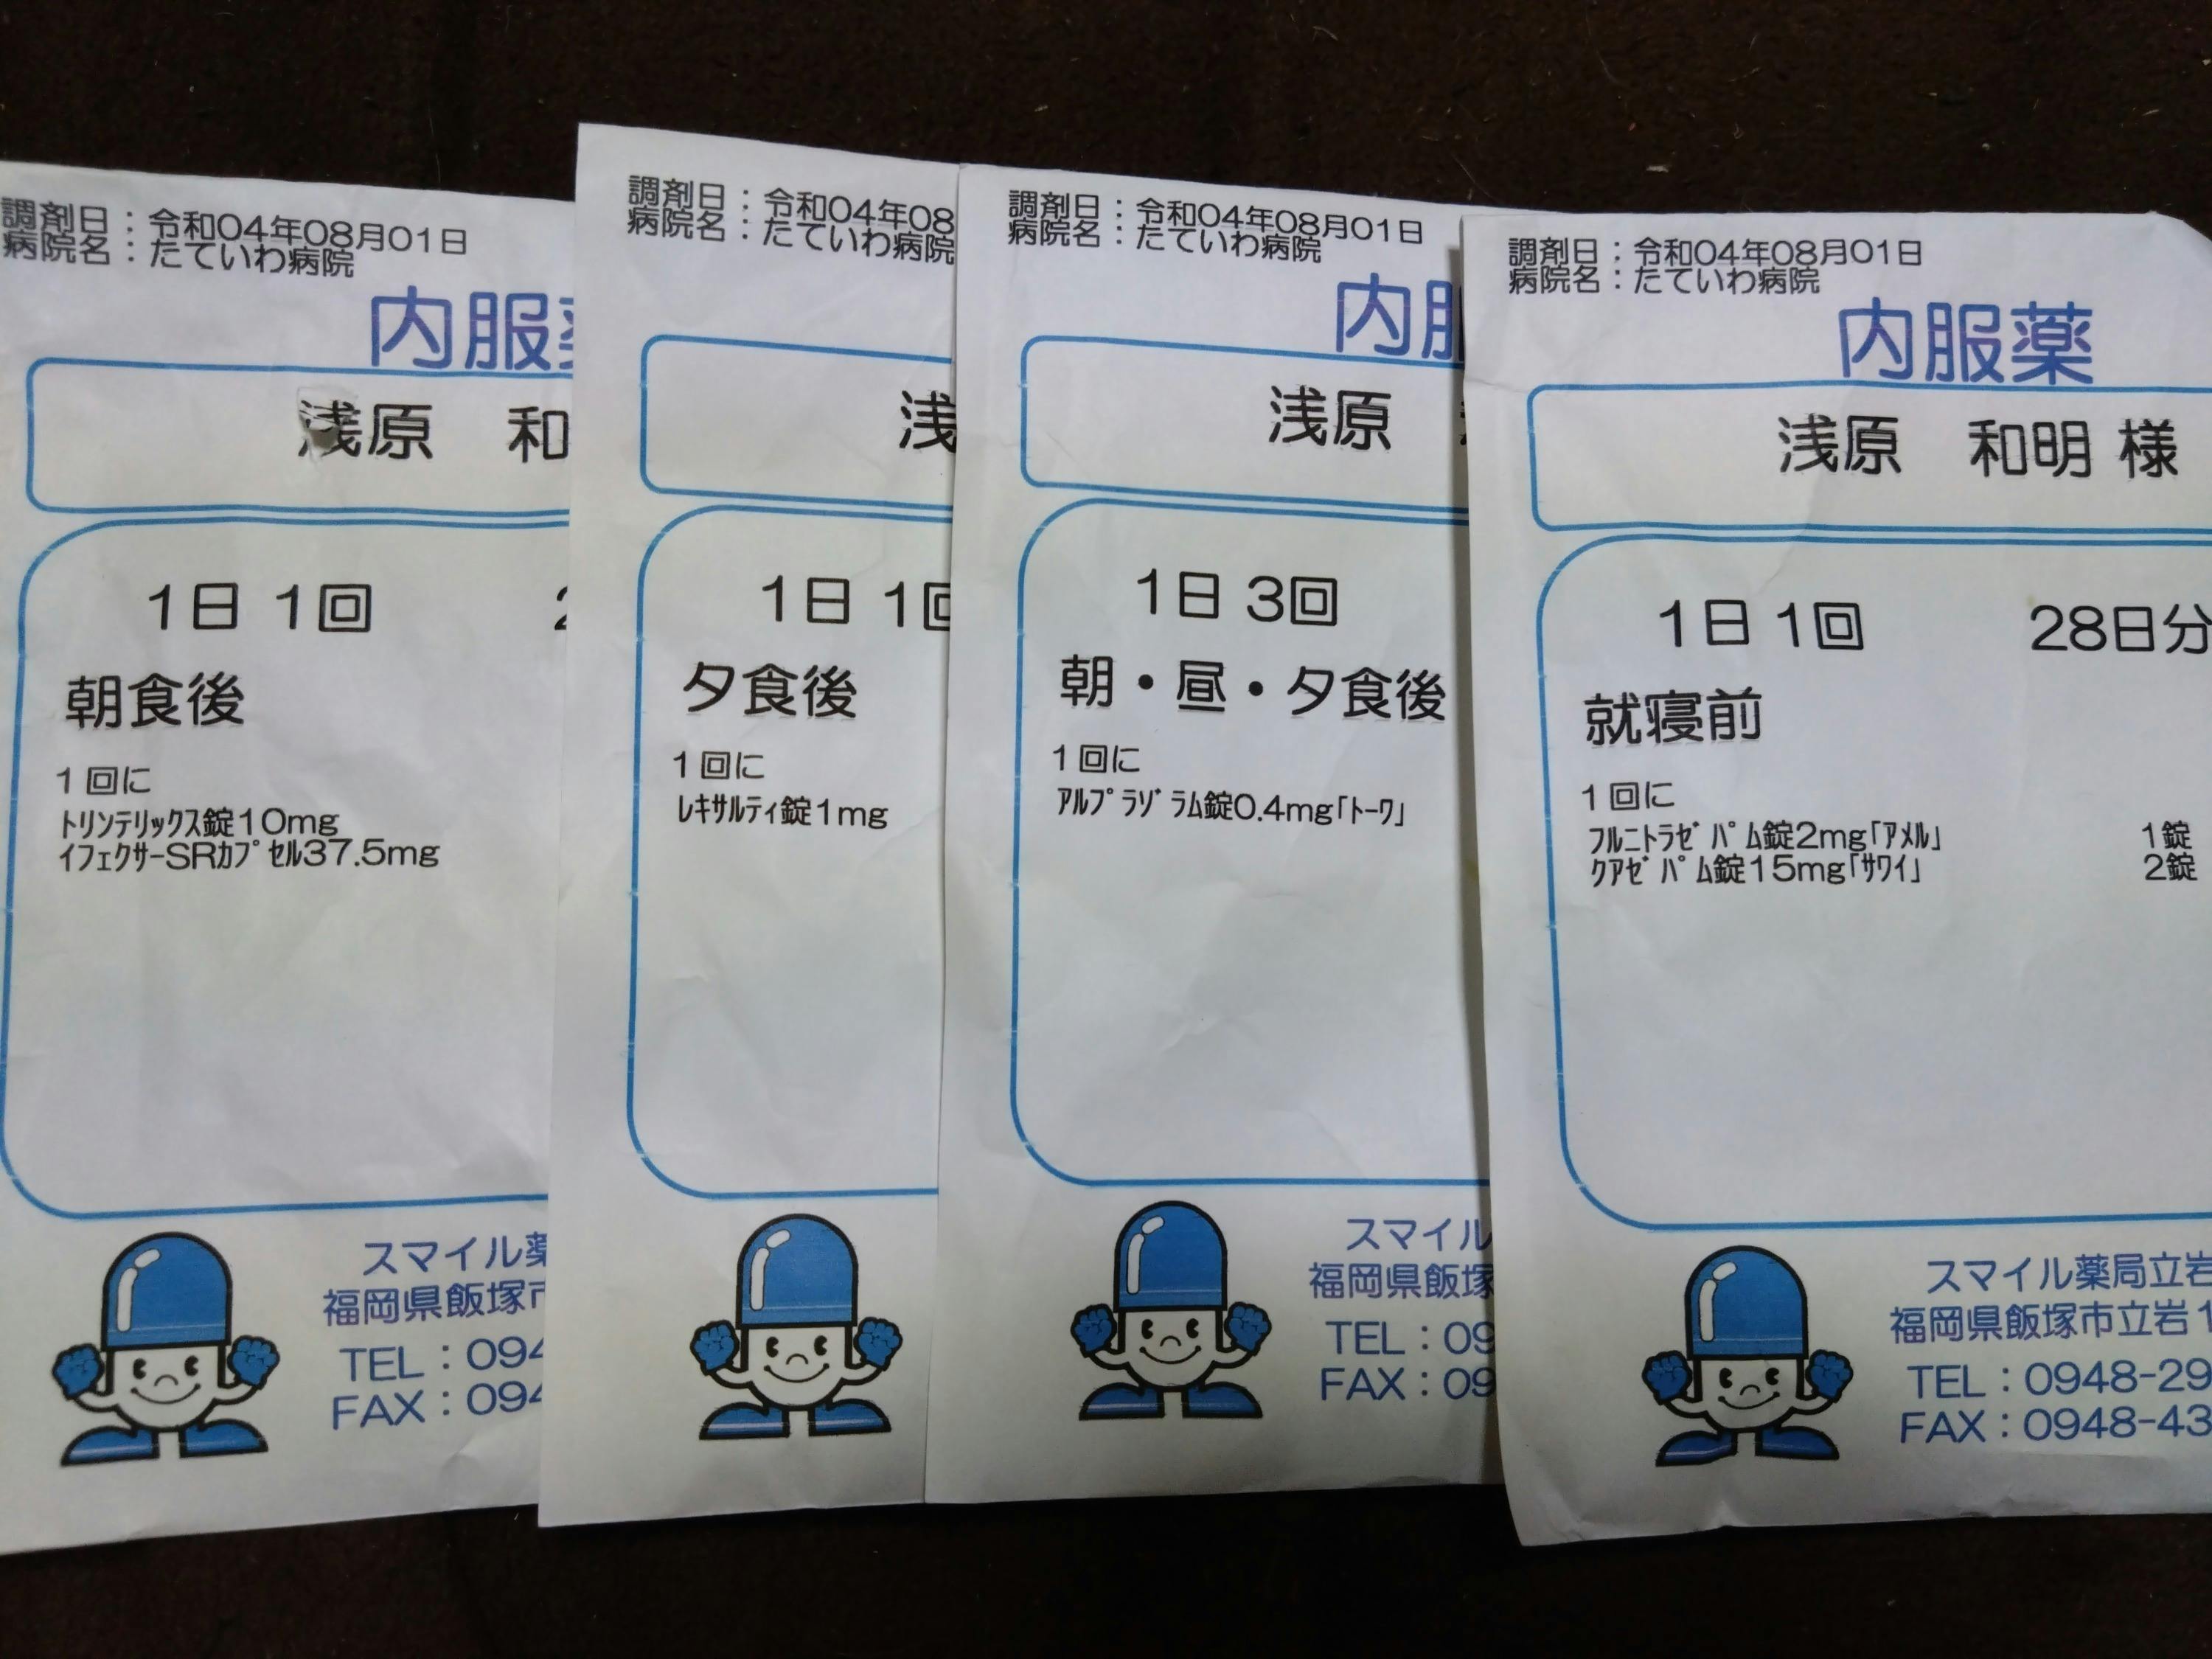 調剤日：令和04年08月01日
病院名：たていわ病院
内服
浅原 和
1日 1回
朝食後
1回に
ﾄﾘﾝﾃﾘｯｸｽ錠10mg
ｲﾌｪｸｻｰSRｶﾌﾟｾﾙ37.5mg
スマイル薬
福岡県飯塚市
TEL：094
FAX：094
調剤日：令和04年08
病院名：たていわ病院
浅
1日 1回
夕食後
1回に
ﾚｷｻﾙﾃｨ錠1mg
調剤日：令和04年08月01日
病院名：たていわ病院
内服
浅原
1日 3回
朝・昼・夕食後
1回に
ｱﾙﾌﾟﾗｿﾞﾗﾑ錠0.4mg｢ﾄｰﾜ｣
スマイル
福岡県飯塚
TEL：09
FAX：09
調剤日：令和04年08月01日
病院名：たていわ病院
内服薬
浅原 和明 様
1日 1回 28日分
就寝前
1回に
ﾌﾙﾆﾄﾗｾﾞﾊﾟﾑ錠2mg｢ｱﾒﾙ｣ 1錠
ｸｱｾﾞﾊﾟﾑ錠15mg｢ｻﾜｲ｣ 2錠
スマイル薬局立岩
福岡県飯塚市立岩1
TEL：0948-29
FAX：0948-43